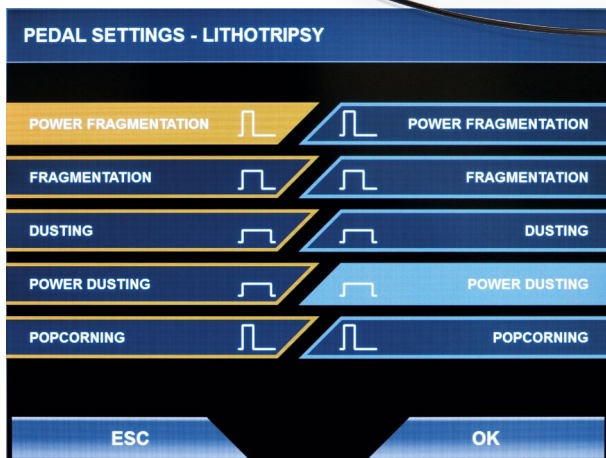 PEDAL SETTINGS - LITHOTRIPSY
POWER FRAGMENTATION POWER FRAGMENTATION
FRAGMENTATION FRAGMENTATION
DUSTING DUSTING
POWER DUSTING POWER DUSTING
POPCORNING POPCORNING
ESC OK